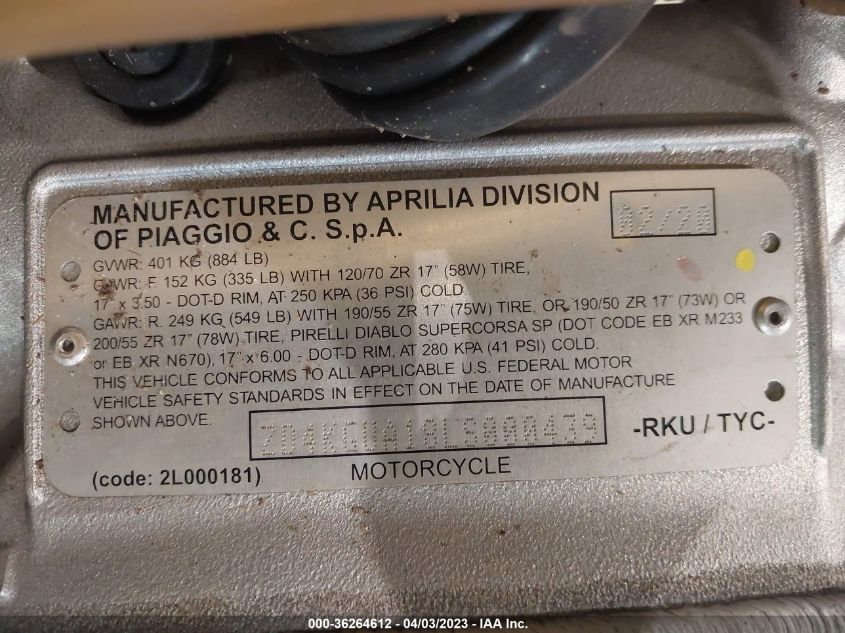 MANUFACTURED BY APRILIA DIVISION
OF PIAGGIO & C. S.p.A.
02/20
GVWR: 401 KG (884 LB)
GWWR: F 152 KG (335 LB) WITH 120/70 ZR 17" (58W) TIRE,
17" x 3.50 - DOT-D RIM, AT 250 KPA (36 PSI) COLD.
GAWR: R. 249 KG (549 LB) WITH 190/55 ZR 17" (75W) TIRE, OR 190/50 ZR 17" (73W) OR
200/55 ZR 17" (78W) TIRE, PIRELLI DIABLO SUPERCORSA SP (DOT CODE EB XR M233
or EB XR N670), 17" x 6.00 - DOT-D RIM, AT 280 KPA (41 PSI) COLD.
THIS VEHICLE CONFORMS TO ALL APPLICABLE U.S. FEDERAL MOTOR
VEHICLE SAFETY STANDARDS IN EFFECT ON THE DATE OF MANUFACTURE
SHOWN ABOVE.
ZD4KGUA18LS000439
-RKU / TYC-
(code: 2L000181)
MOTORCYCLE
000-36264612 - 04/03/2023 - IAA Inc.